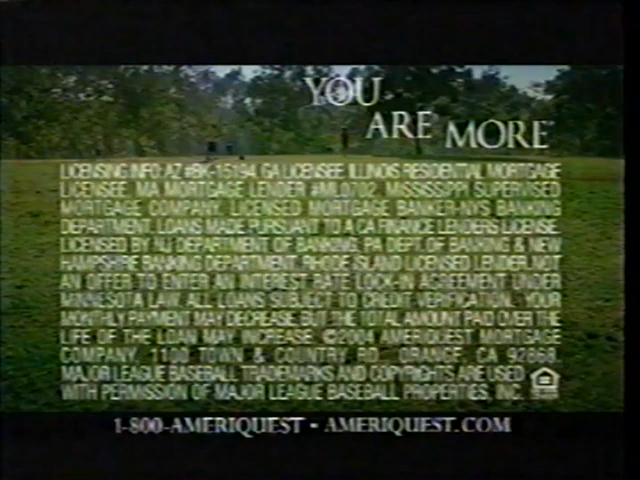 YOU
ARE MORE
LICENSING INFO: AZ #BK-15194, GA LICENSEE, ILLINOIS RESIDENTIAL MORTGAGE
LICENSEE, MA MORTGAGE LENDER #ML0702, MISSISSIPPI SUPERVISED
MORTGAGE COMPANY, LICENSED MORTGAGE BANKER-NYS BANKING
DEPARTMENT. LOANS MADE PURSUANT TO A CA FINANCE LENDERS LICENSE.
LICENSED BY NJ DEPARTMENT OF BANKING, PA DEPT. OF BANKING & NEW
HAMPSHIRE BANKING DEPARTMENT. RHODE ISLAND LICENSED LENDER. NOT
AN OFFER TO ENTER AN INTEREST RATE LOCK-IN AGREEMENT UNDER
MINNESOTA LAW. ALL LOANS SUBJECT TO CREDIT VERIFICATION. YOUR
MONTHLY PAYMENT MAY DECREASE, BUT THE TOTAL AMOUNT PAID OVER THE
LIFE OF THE LOAN MAY INCREASE. ©2004 AMERIQUEST MORTGAGE
COMPANY, 1100 TOWN & COUNTRY RD., ORANGE, CA 92868.
MAJOR LEAGUE BASEBALL TRADEMARKS AND COPYRIGHTS ARE USED
WITH PERMISSION OF MAJOR LEAGUE BASEBALL PROPERTIES, INC.
1-800-AMERIQUEST • AMERIQUEST.COM